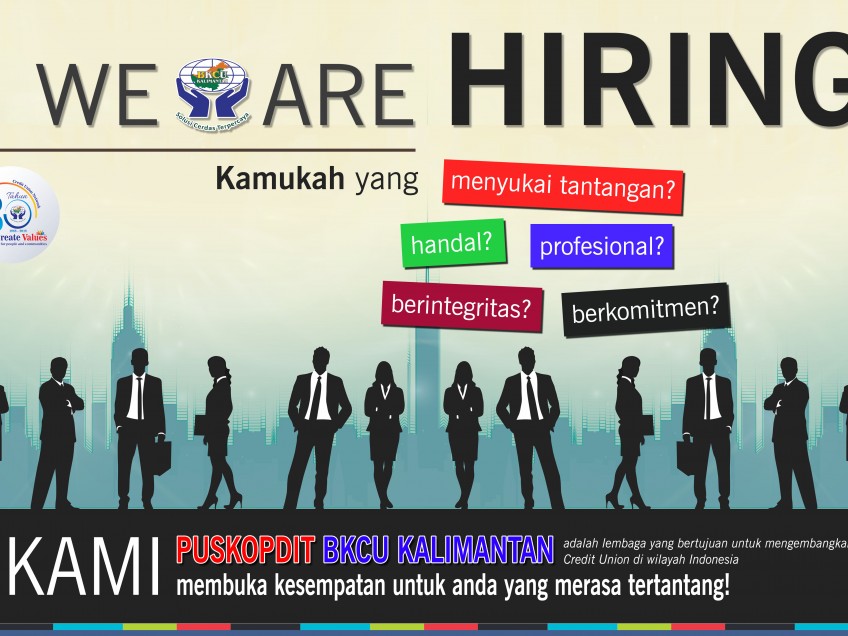 WE BKCU KALIMANTAN ARE HIRING
Solusi Cerdas Terpercaya
Kamukah yang menyukai tantangan?
Tahun
reate Values
handal? profesional?
berintegritas? berkomitmen?
KAMI PUSKOPDIT BKCU KALIMANTAN adalah lembaga yang bertujuan untuk mengembangka
Credit Union di wilayah Indonesia
membuka kesempatan untuk anda yang merasa tertantang!